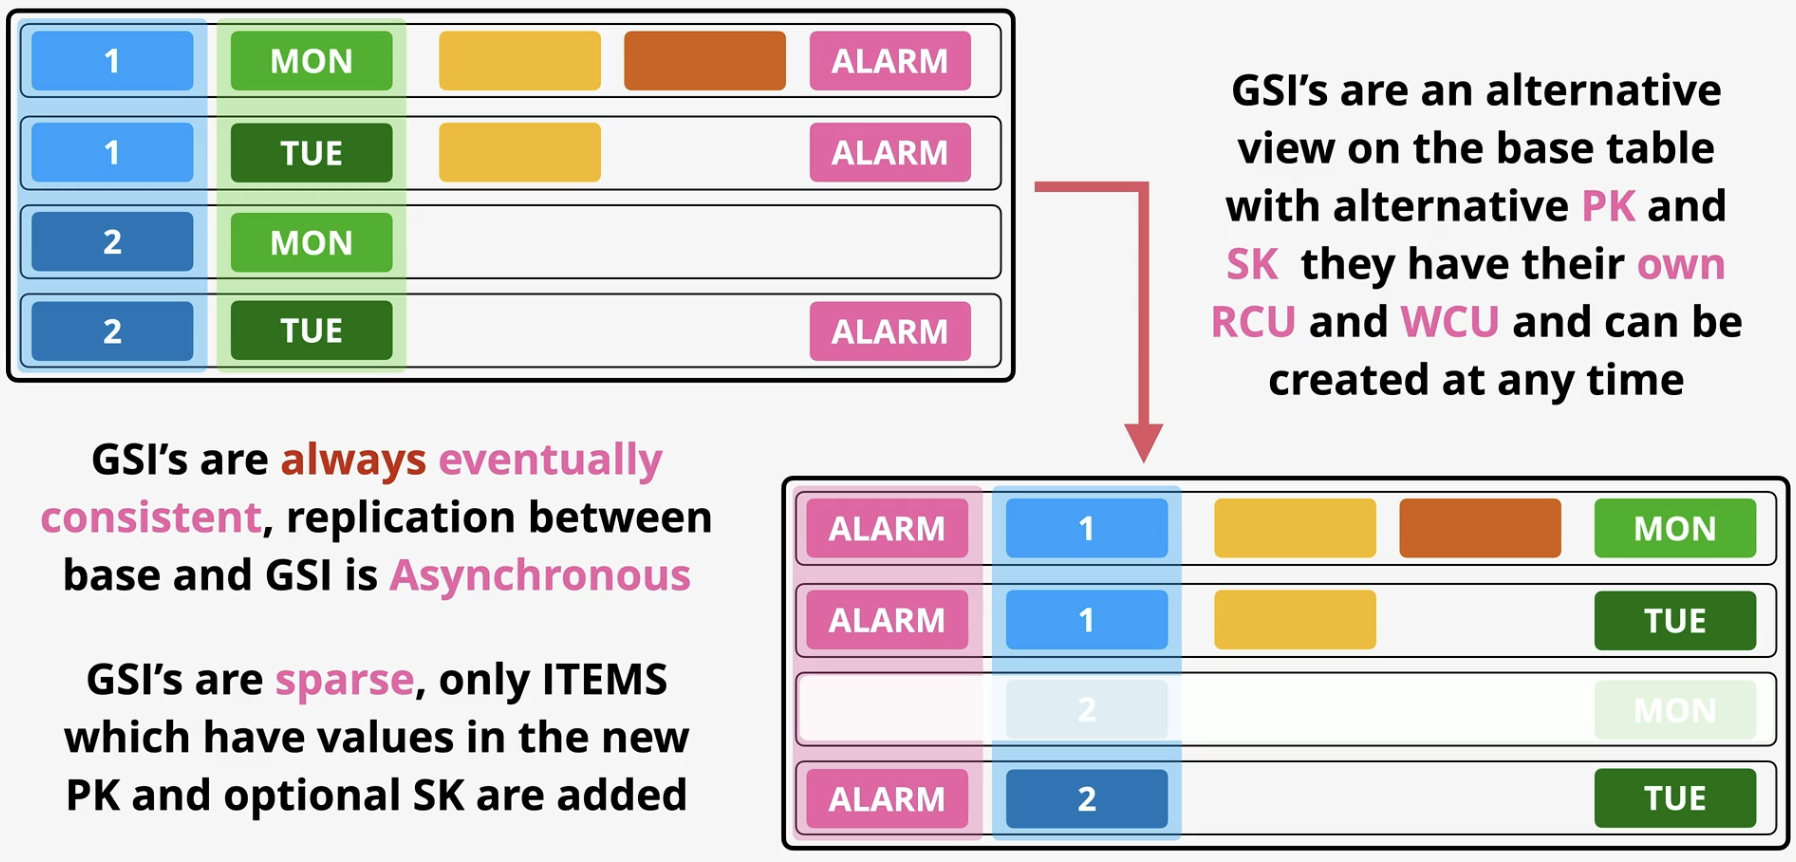 1 MON ALARM
1 TUE ALARM
2 MON
2 TUE ALARM
GSI’s are an alternative
view on the base table
with alternative PK and
SK they have their own
RCU and WCU and can be
created at any time
GSI’s are always eventually
consistent, replication between
base and GSI is Asynchronous
GSI’s are sparse, only ITEMS
which have values in the new
PK and optional SK are added
ALARM 1 MON
ALARM 1 TUE
2 MON
ALARM 2 TUE